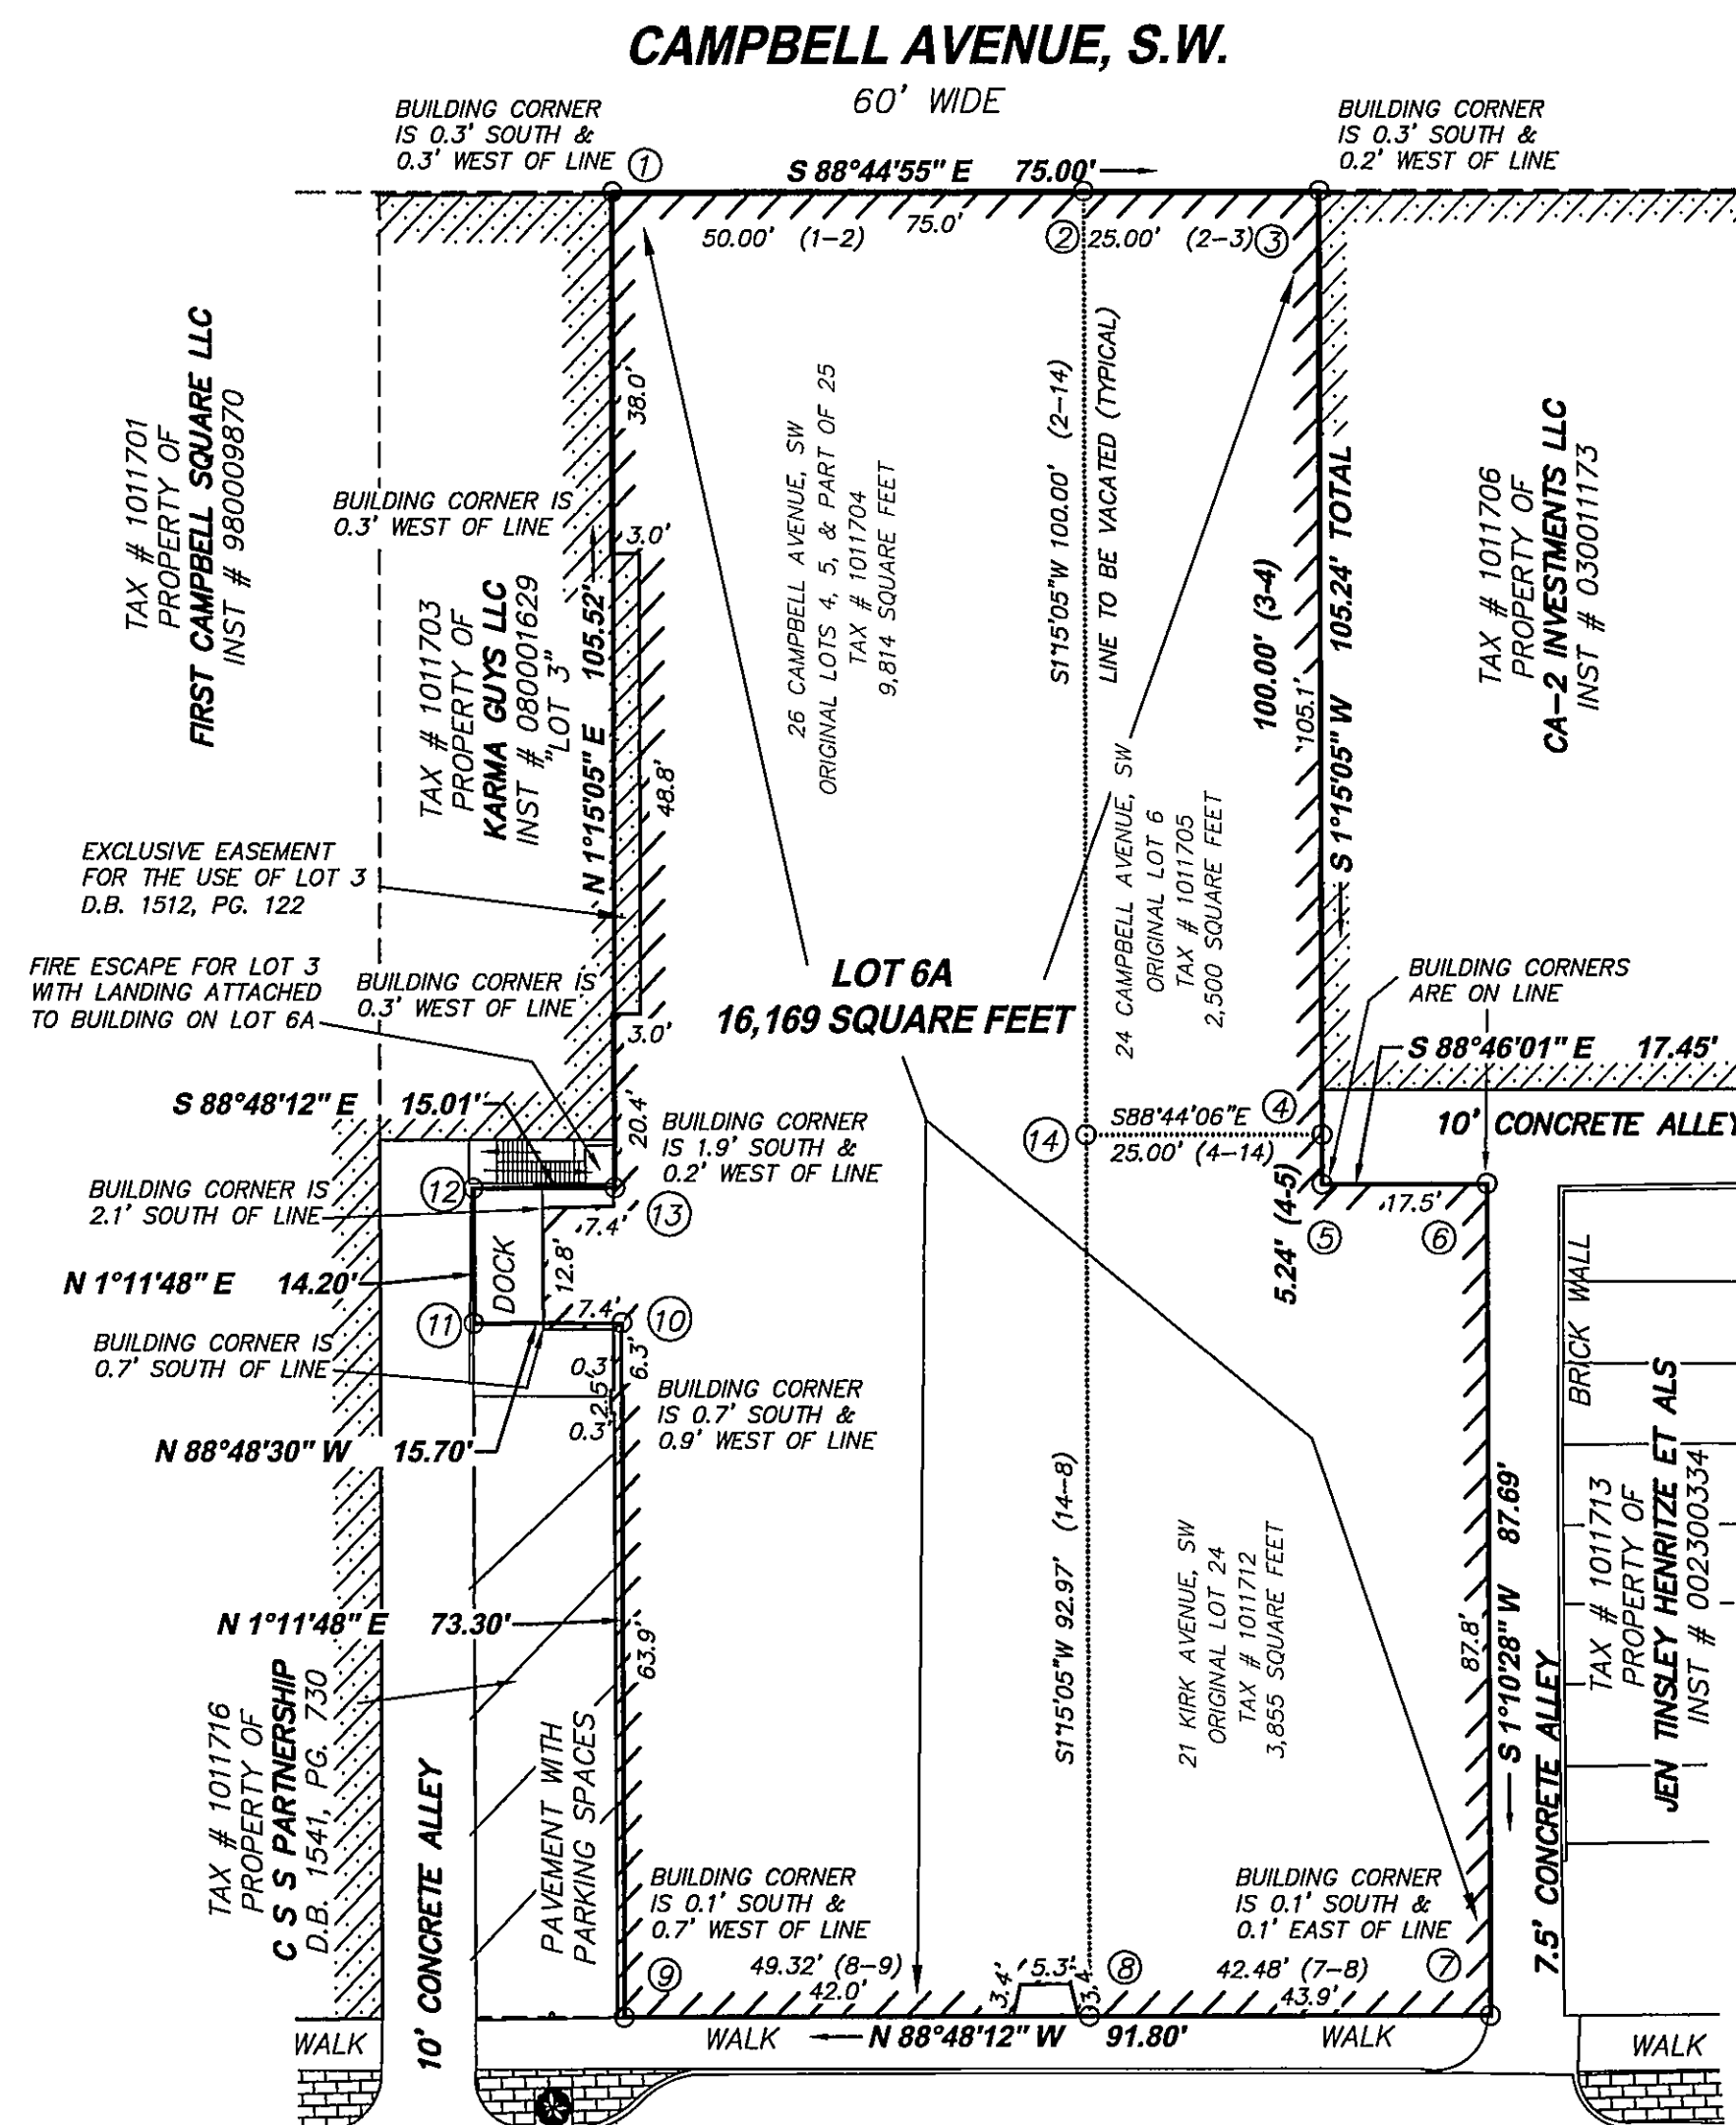 CAMPBELL AVENUE, S.W.
60' WIDE
BUILDING CORNER
IS 0.3' SOUTH &
0.3' WEST OF LINE
1
S 88°44'55" E 75.00'
BUILDING CORNER
IS 0.3' SOUTH &
0.2' WEST OF LINE
50.00' (1-2)
75.0'
2
25.00' (2-3)
3
TAX # 1011701
PROPERTY OF
FIRST CAMPBELL SQUARE LLC
INST # 980009870
38.0'
BUILDING CORNER IS
0.3' WEST OF LINE
3.0'
TAX # 1011703
PROPERTY OF
KARMA GUYS LLC
INST # 080001629
"LOT 3"
N 1°15'05" E 105.52'
48.8'
26 CAMPBELL AVENUE, SW
ORIGINAL LOTS 4, 5, & PART OF 25
TAX # 1011704
9,814 SQUARE FEET
S1°15'05"W 100.00' (2-14)
LINE TO BE VACATED (TYPICAL)
100.00' (3-4)
105.1'
S 1°15'05" W 105.24' TOTAL
TAX # 1011706
PROPERTY OF
CA-2 INVESTMENTS LLC
INST # 030011173
24 CAMPBELL AVENUE, SW
ORIGINAL LOT 6
TAX # 1011705
2,500 SQUARE FEET
EXCLUSIVE EASEMENT
FOR THE USE OF LOT 3
D.B. 1512, PG. 122
FIRE ESCAPE FOR LOT 3
WITH LANDING ATTACHED
TO BUILDING ON LOT 6A
BUILDING CORNER IS
0.3' WEST OF LINE
3.0'
LOT 6A
16,169 SQUARE FEET
BUILDING CORNERS
ARE ON LINE
S 88°46'01" E 17.45'
S 88°48'12" E 15.01'
20.4'
BUILDING CORNER
IS 1.9' SOUTH &
0.2' WEST OF LINE
14
S88°44'06"E
25.00' (4-14)
4
10' CONCRETE ALLEY
12
13
BUILDING CORNER IS
2.1' SOUTH OF LINE
7.4'
5.24' (4-5)
5
17.5'
6
N 1°11'48" E 14.20'
DOCK
12.8'
7.4'
11
10
BUILDING CORNER IS
0.7' SOUTH OF LINE
0.3'
6.3'
2.5'
0.3'
BUILDING CORNER
IS 0.7' SOUTH &
0.9' WEST OF LINE
N 88°48'30" W 15.70'
BRICK WALL
S1°15'05"W 92.97' (14-8)
21 KIRK AVENUE, SW
ORIGINAL LOT 24
TAX # 1011712
3,855 SQUARE FEET
87.8'
S 1°10'28" W 87.69'
7.5' CONCRETE ALLEY
TAX # 1011713
PROPERTY OF
JEN TINSLEY HENRITZE ET ALS
INST # 002300334
N 1°11'48" E 73.30'
63.9'
TAX # 1011716
PROPERTY OF
C S S PARTNERSHIP
D.B. 1541, PG. 730
10' CONCRETE ALLEY
PAVEMENT WITH
PARKING SPACES
BUILDING CORNER
IS 0.1' SOUTH &
0.7' WEST OF LINE
BUILDING CORNER
IS 0.1' SOUTH &
0.1' EAST OF LINE
9
49.32' (8-9)
42.0'
3.4'
5.3'
3.4'
8
42.48' (7-8)
43.9'
7
WALK
WALK
N 88°48'12" W 91.80'
WALK
WALK